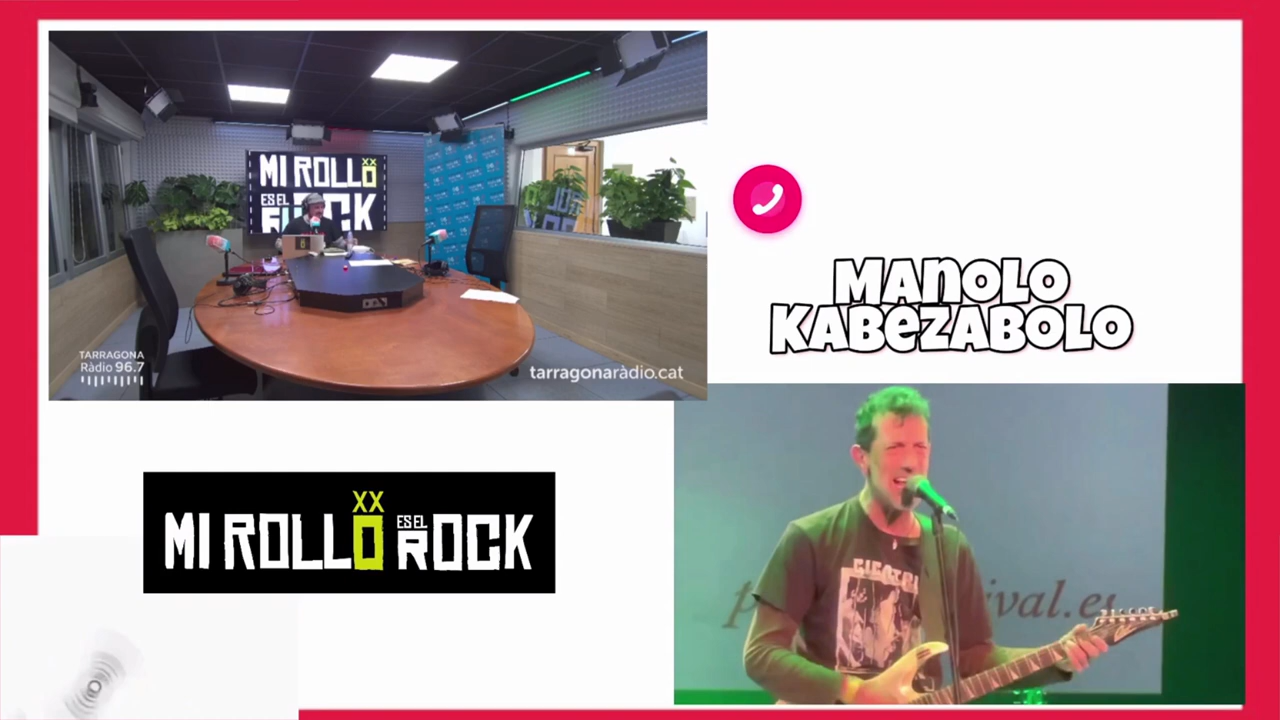 MI ROLLO
XX
ES EL
ROCK
TARRAGONA
Ràdio 96.7
tarragonaràdio.cat
MANOLO
KABEZABOLO
MI ROLLO ES EL ROCK
XX
ival.es